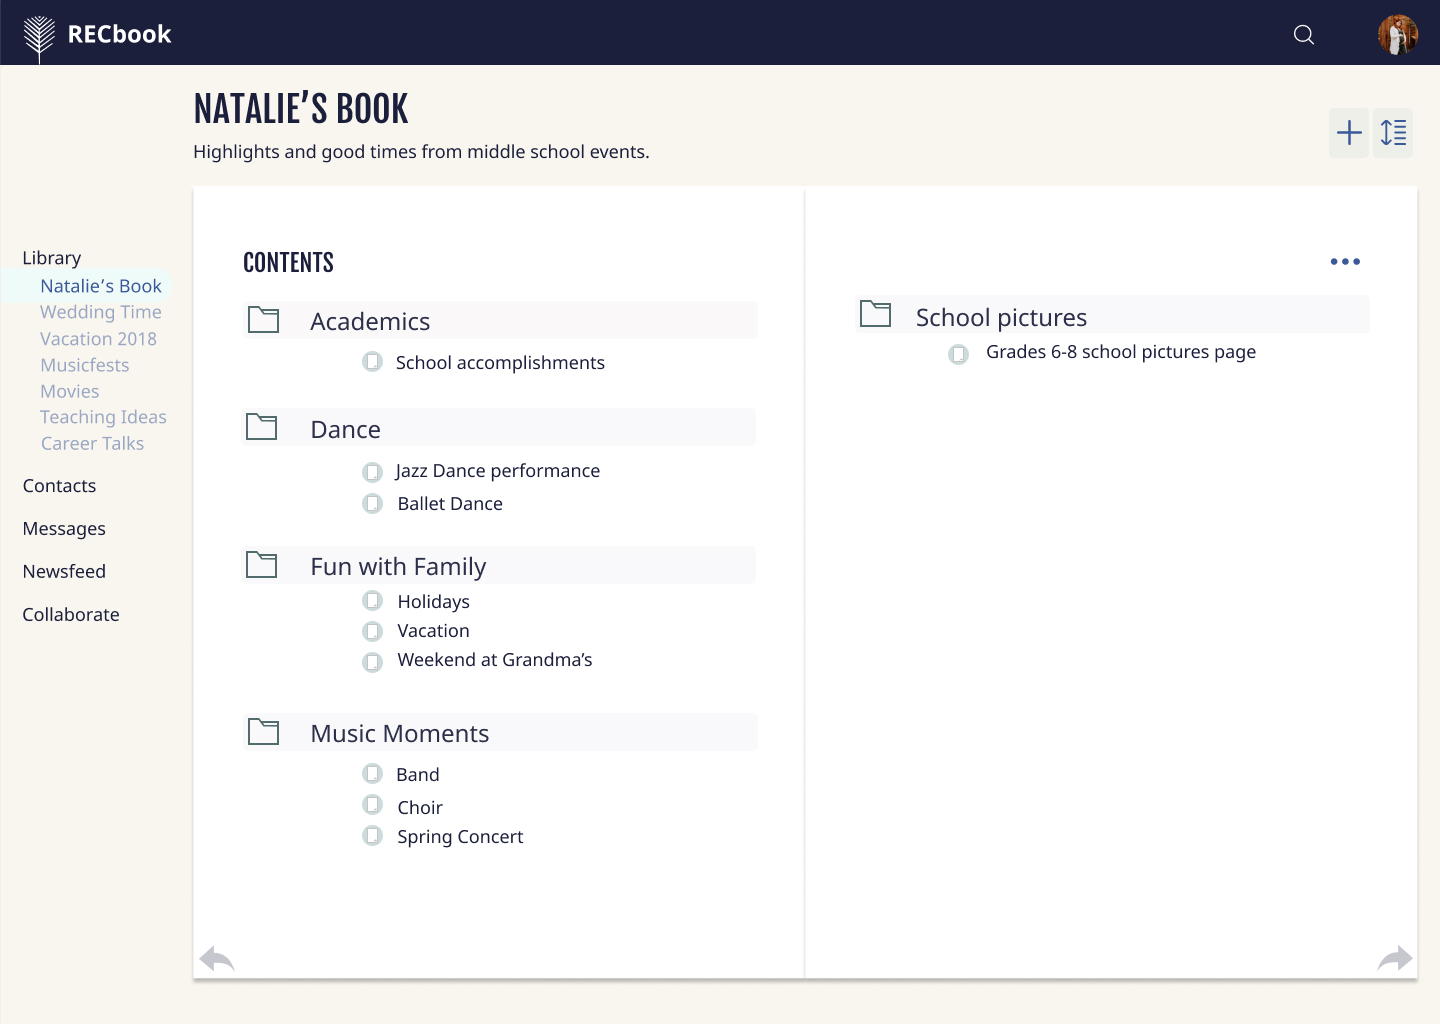 RECbook
NATALIE’S BOOK
Highlights and good times from middle school events.
Library
Natalie’s Book
Wedding Time
Vacation 2018
Musicfests
Movies
Teaching Ideas
Career Talks
Contacts
Messages
Newsfeed
Collaborate
CONTENTS
Academics
School accomplishments
Dance
Jazz Dance performance
Ballet Dance
Fun with Family
Holidays
Vacation
Weekend at Grandma’s
Music Moments
Band
Choir
Spring Concert
School pictures
Grades 6-8 school pictures page